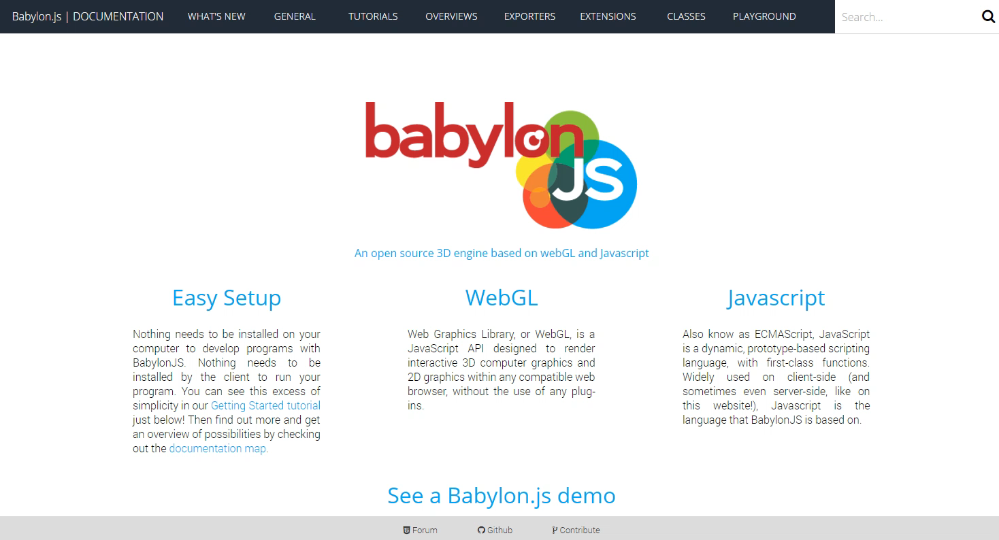 Babylon.js | DOCUMENTATION WHAT'S NEW GENERAL TUTORIALS OVERVIEWS EXPORTERS EXTENSIONS CLASSES PLAYGROUND Search...
babylon
JS
An open source 3D engine based on webGL and Javascript
Easy Setup
Nothing needs to be installed on your
computer to develop programs with
BabylonJS. Nothing needs to be
installed by the client to run your
program. You can see this excess of
simplicity in our Getting Started tutorial
just below! Then find out more and get
an overview of possibilities by checking
out the documentation map.
WebGL
Web Graphics Library, or WebGL, is a
JavaScript API designed to render
interactive 3D computer graphics and
2D graphics within any compatible web
browser, without the use of any plug-
ins.
Javascript
Also know as ECMAScript, JavaScript
is a dynamic, prototype-based scripting
language, with first-class functions.
Widely used on client-side (and
sometimes even server-side, like on
this website!), Javascript is the
language that BabylonJS is based on.
See a Babylon.js demo
Forum Github Contribute